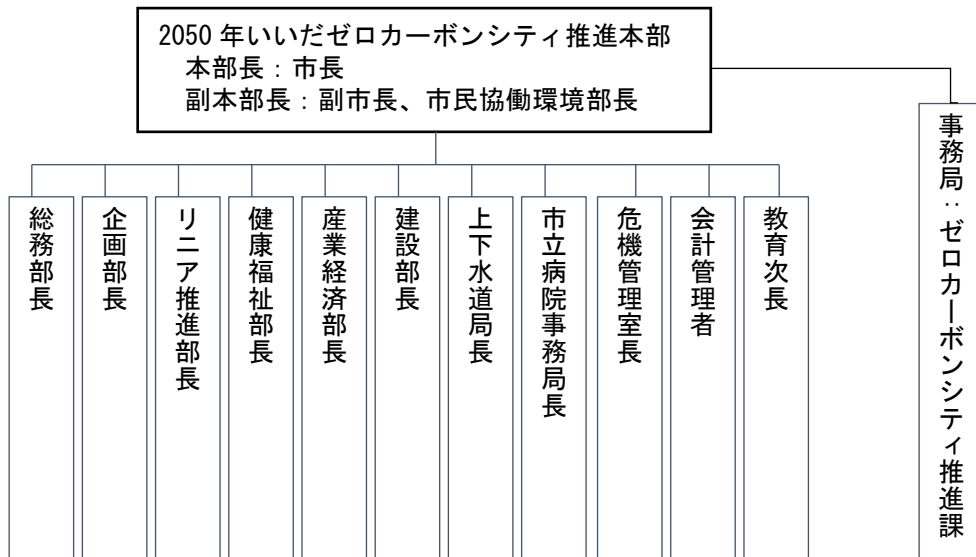 2050 年いいだゼロカーボンシティ推進本部
本部長：市長
副本部長：副市長、市民協働環境部長
総務部長
企画部長
リニア推進部長
健康福祉部長
産業経済部長
建設部長
上下水道局長
市立病院事務局長
危機管理室長
会計管理者
教育次長
事務局：ゼロカーボンシティ推進課